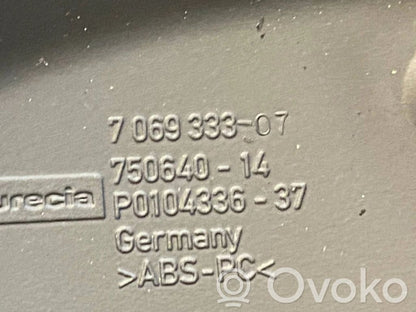 7 069 333-07
750640-14
urecia
P0104336-37
Germany
>ABS-PC<
Ovoko